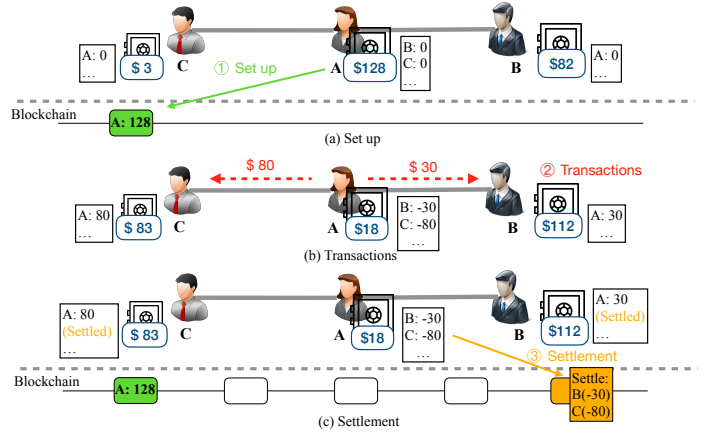 A: 0
…
$ 3
C
① Set up
A
$128
B: 0
C: 0
…
B
$82
A: 0
…
Blockchain
A: 128
(a) Set up
$ 80
$ 30
② Transactions
A: 80
…
$ 83
C
A
$18
B: -30
C: -80
…
B
$112
A: 30
…
(b) Transactions
A: 80
(Settled)
…
$ 83
C
A
$18
B: -30
C: -80
…
B
$112
A: 30
(Settled)
…
③ Settlement
Blockchain
A: 128
Settle:
B(-30)
C(-80)
(c) Settlement